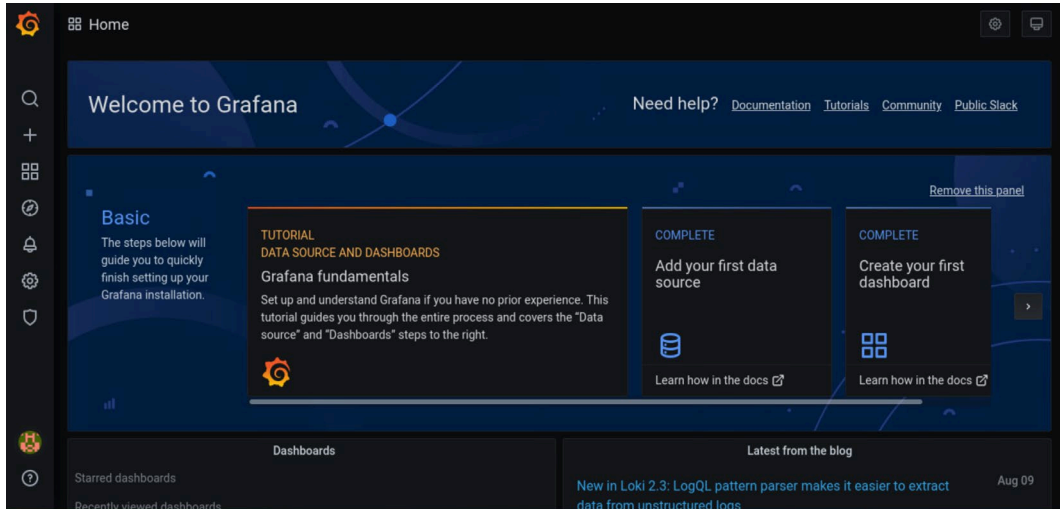 Home
Welcome to Grafana
Need help? Documentation Tutorials Community Public Slack
Remove this panel
Basic
The steps below will
guide you to quickly
finish setting up your
Grafana installation.
TUTORIAL
DATA SOURCE AND DASHBOARDS
Grafana fundamentals
Set up and understand Grafana if you have no prior experience. This
tutorial guides you through the entire process and covers the "Data
source" and "Dashboards" steps to the right.
COMPLETE
Add your first data
source
Learn how in the docs
COMPLETE
Create your first
dashboard
Learn how in the docs
Dashboards
Starred dashboards
Recently viewed dashboards
Latest from the blog
New in Loki 2.3: LogQL pattern parser makes it easier to extract
data from unstructured logs
Aug 09